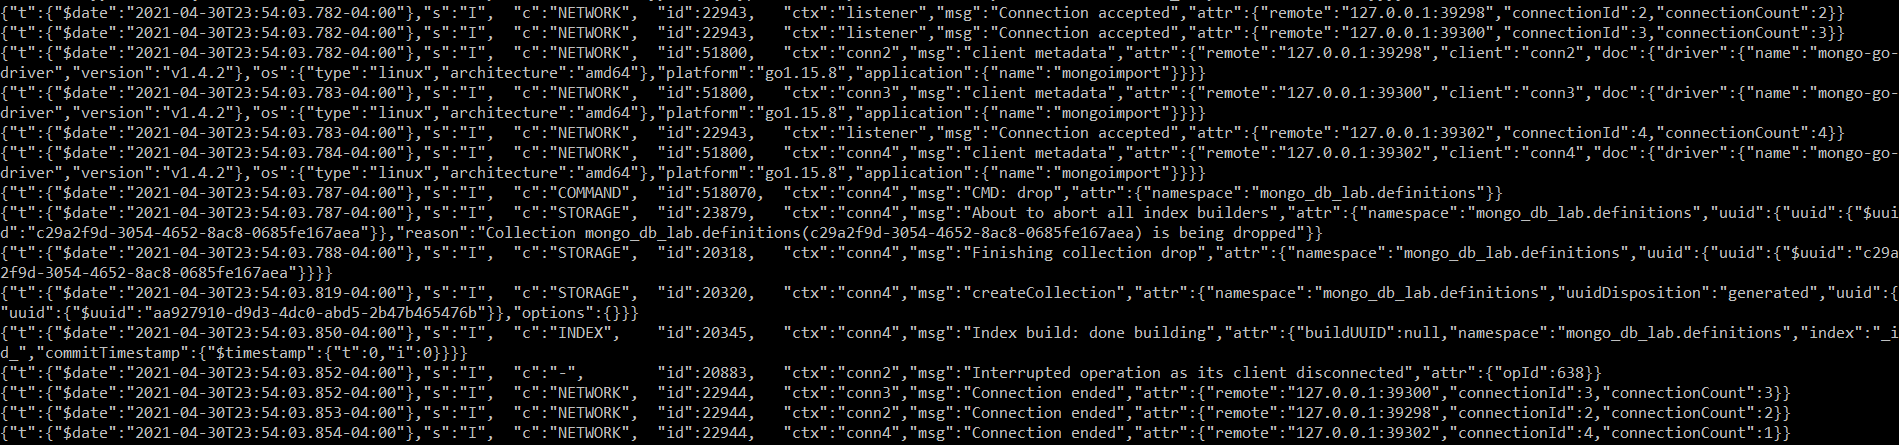 {"t":{"$date":"2021-04-30T23:54:03.782-04:00"},"s":"I",  "c":"NETWORK",  "id":22943,   "ctx":"listener","msg":"Connection accepted","attr":{"remote":"127.0.0.1:39298","connectionId":2,"connectionCount":2}}
{"t":{"$date":"2021-04-30T23:54:03.782-04:00"},"s":"I",  "c":"NETWORK",  "id":22943,   "ctx":"listener","msg":"Connection accepted","attr":{"remote":"127.0.0.1:39300","connectionId":3,"connectionCount":3}}
{"t":{"$date":"2021-04-30T23:54:03.782-04:00"},"s":"I",  "c":"NETWORK",  "id":51800,   "ctx":"conn2","msg":"client metadata","attr":{"remote":"127.0.0.1:39298","client":"conn2","doc":{"driver":{"name":"mongo-go-
driver","version":"v1.4.2"},"os":{"type":"linux","architecture":"amd64"},"platform":"go1.15.8","application":{"name":"mongoimport"}}}}
{"t":{"$date":"2021-04-30T23:54:03.783-04:00"},"s":"I",  "c":"NETWORK",  "id":51800,   "ctx":"conn3","msg":"client metadata","attr":{"remote":"127.0.0.1:39300","client":"conn3","doc":{"driver":{"name":"mongo-go-
driver","version":"v1.4.2"},"os":{"type":"linux","architecture":"amd64"},"platform":"go1.15.8","application":{"name":"mongoimport"}}}}
{"t":{"$date":"2021-04-30T23:54:03.783-04:00"},"s":"I",  "c":"NETWORK",  "id":22943,   "ctx":"listener","msg":"Connection accepted","attr":{"remote":"127.0.0.1:39302","connectionId":4,"connectionCount":4}}
{"t":{"$date":"2021-04-30T23:54:03.784-04:00"},"s":"I",  "c":"NETWORK",  "id":51800,   "ctx":"conn4","msg":"client metadata","attr":{"remote":"127.0.0.1:39302","client":"conn4","doc":{"driver":{"name":"mongo-go-
driver","version":"v1.4.2"},"os":{"type":"linux","architecture":"amd64"},"platform":"go1.15.8","application":{"name":"mongoimport"}}}}
{"t":{"$date":"2021-04-30T23:54:03.787-04:00"},"s":"I",  "c":"COMMAND",  "id":518070,  "ctx":"conn4","msg":"CMD: drop","attr":{"namespace":"mongo_db_lab.definitions"}}
{"t":{"$date":"2021-04-30T23:54:03.787-04:00"},"s":"I",  "c":"STORAGE",  "id":23879,   "ctx":"conn4","msg":"About to abort all index builders","attr":{"namespace":"mongo_db_lab.definitions","uuid":{"uuid":{"$uui
d":"c29a2f9d-3054-4652-8ac8-0685fe167aea"}},"reason":"Collection mongo_db_lab.definitions(c29a2f9d-3054-4652-8ac8-0685fe167aea) is being dropped"}}
{"t":{"$date":"2021-04-30T23:54:03.788-04:00"},"s":"I",  "c":"STORAGE",  "id":20318,   "ctx":"conn4","msg":"Finishing collection drop","attr":{"namespace":"mongo_db_lab.definitions","uuid":{"uuid":{"$uuid":"c29a
2f9d-3054-4652-8ac8-0685fe167aea"}}}}
{"t":{"$date":"2021-04-30T23:54:03.819-04:00"},"s":"I",  "c":"STORAGE",  "id":20320,   "ctx":"conn4","msg":"createCollection","attr":{"namespace":"mongo_db_lab.definitions","uuidDisposition":"generated","uuid":{
"uuid":{"$uuid":"aa927910-d9d3-4dc0-abd5-2b47b465476b"}},"options":{}}}
{"t":{"$date":"2021-04-30T23:54:03.850-04:00"},"s":"I",  "c":"INDEX",    "id":20345,   "ctx":"conn4","msg":"Index build: done building","attr":{"buildUUID":null,"namespace":"mongo_db_lab.definitions","index":"_i
d_","commitTimestamp":{"$timestamp":{"t":0,"i":0}}}}
{"t":{"$date":"2021-04-30T23:54:03.852-04:00"},"s":"I",  "c":"-",        "id":20883,   "ctx":"conn2","msg":"Interrupted operation as its client disconnected","attr":{"opId":638}}
{"t":{"$date":"2021-04-30T23:54:03.852-04:00"},"s":"I",  "c":"NETWORK",  "id":22944,   "ctx":"conn3","msg":"Connection ended","attr":{"remote":"127.0.0.1:39300","connectionId":3,"connectionCount":3}}
{"t":{"$date":"2021-04-30T23:54:03.853-04:00"},"s":"I",  "c":"NETWORK",  "id":22944,   "ctx":"conn2","msg":"Connection ended","attr":{"remote":"127.0.0.1:39298","connectionId":2,"connectionCount":2}}
{"t":{"$date":"2021-04-30T23:54:03.854-04:00"},"s":"I",  "c":"NETWORK",  "id":22944,   "ctx":"conn4","msg":"Connection ended","attr":{"remote":"127.0.0.1:39302","connectionId":4,"connectionCount":1}}